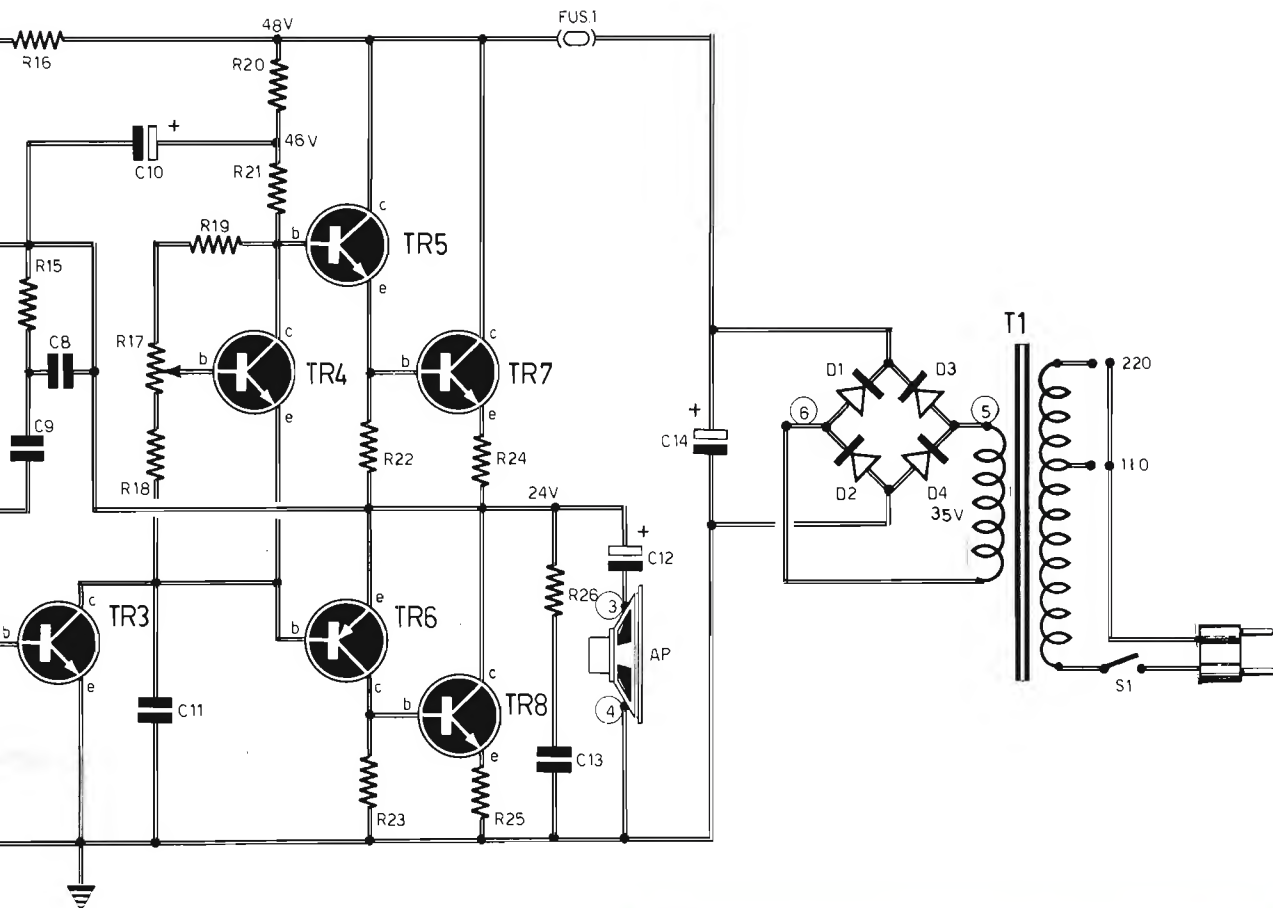 48V
FUS.1
R16
R20
+
46V
C10
R21
c
R19
b
TR5
R15
e
T1
C8
R17
c
c
b
TR4
b
TR7
D1
D3
220
e
e
+
6
5
C9
C14
R22
R24
110
R18
D2
D4
24V
35V
+
C12
R26
c
TR3
e
TR6
3
b
b
AP
e
c
TR8
4
S1
b
C11
e
C13
R23
R25